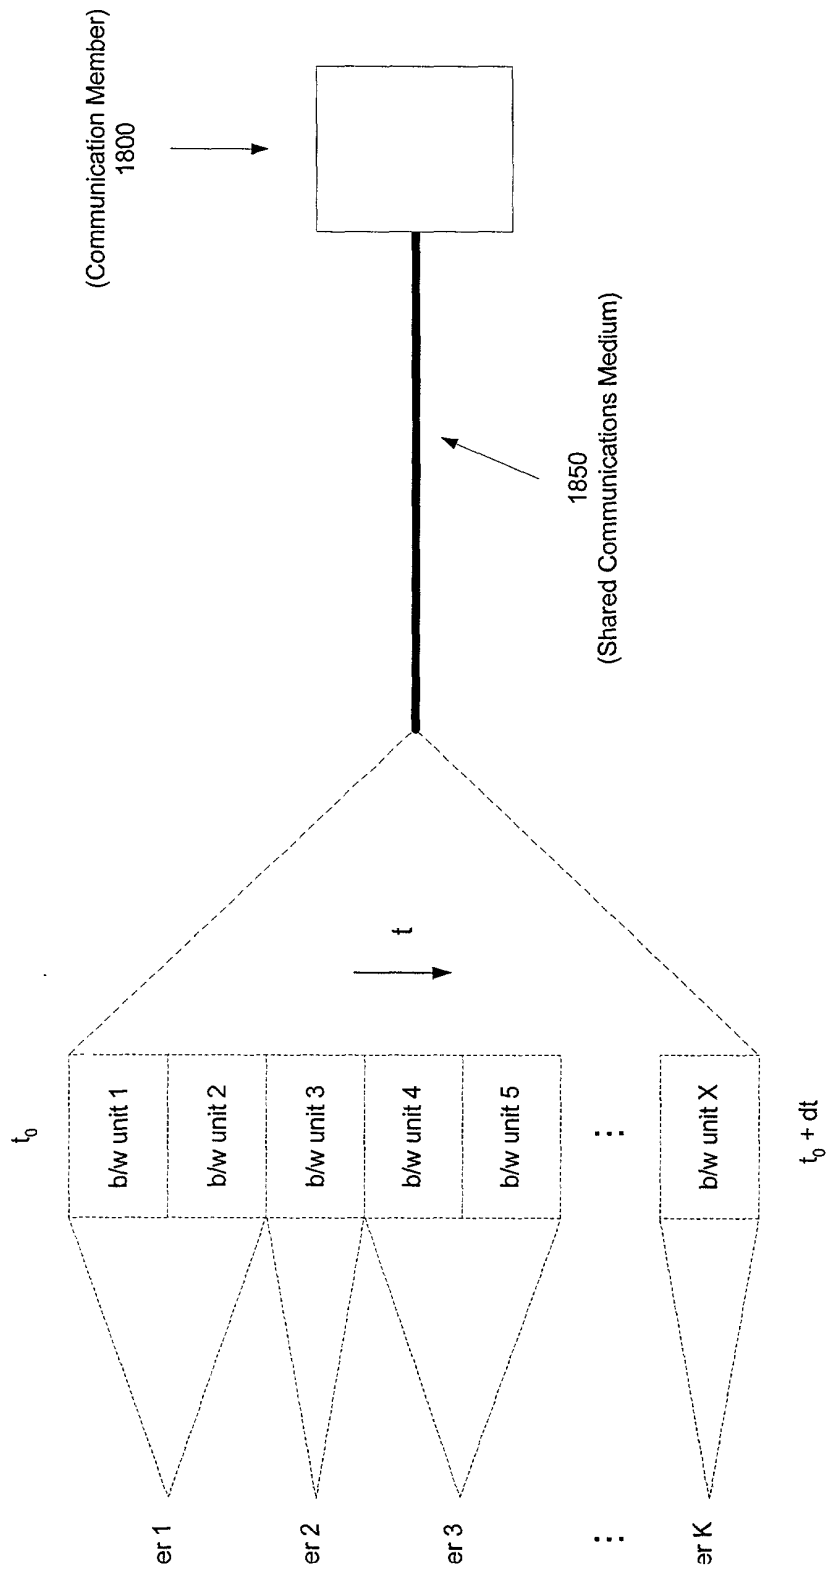 (Communication Member)
1800
1850
(Shared Communications Medium)
t
t₀
b/w unit 1
b/w unit 2
b/w unit 3
b/w unit 4
b/w unit 5
...
b/w unit X
t₀ + dt
er 1
er 2
er 3
...
er K